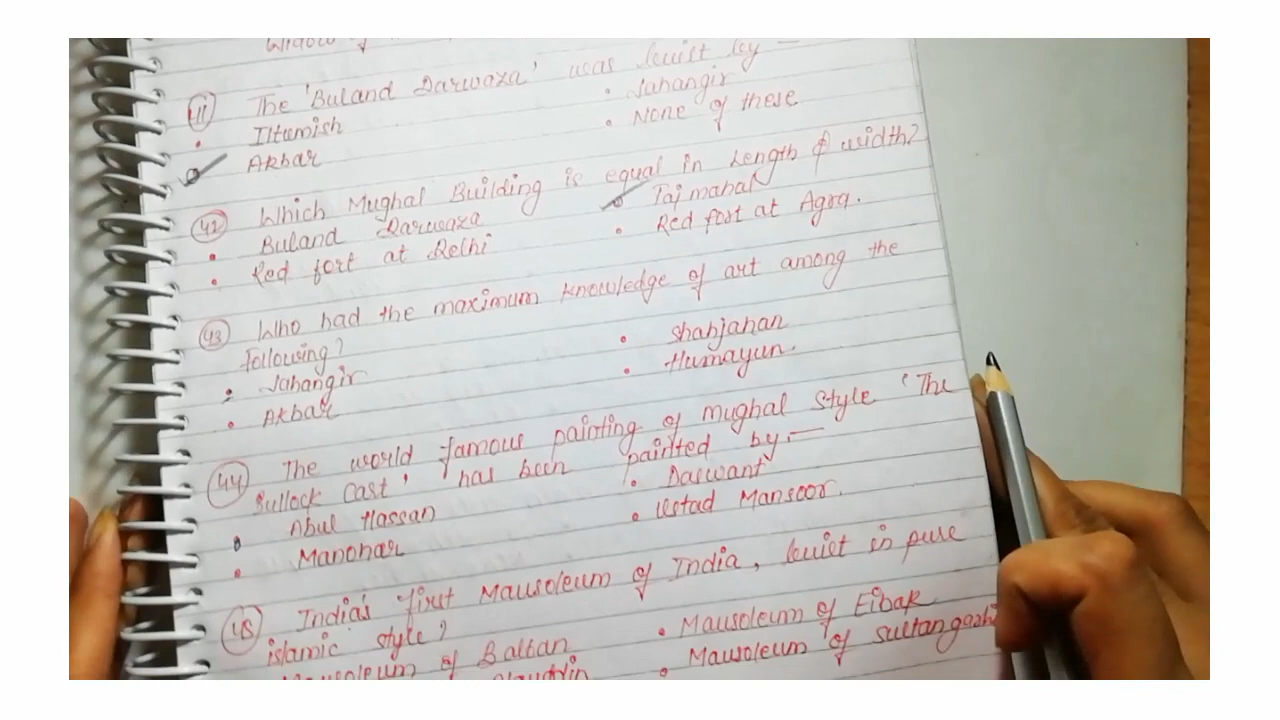 Widow of
41 The 'Buland Darwaza' was built by —
• Iltumish • Jahangir
Akbar • None of these
42 Which Mughal Building is equal in Length & width?
• Buland Darwaza • Taj mahal
• Red fort at Delhi • Red fort at Agra.
43 Who had the maximum knowledge of art among the
following?
• Jahangir • Shahjahan
• Akbar • Humayun.
44 The world famous painting of Mughal style 'The
Bullock Cart' has been painted by.—
• Abul Hassan • Daswant
• Manohar • Ustad Mansoor.
45 India's first Mausoleum of India, built in pure
islamic style?
Mausoleum of Balban • Mausoleum of Eibak
• Mausoleum of Sultan